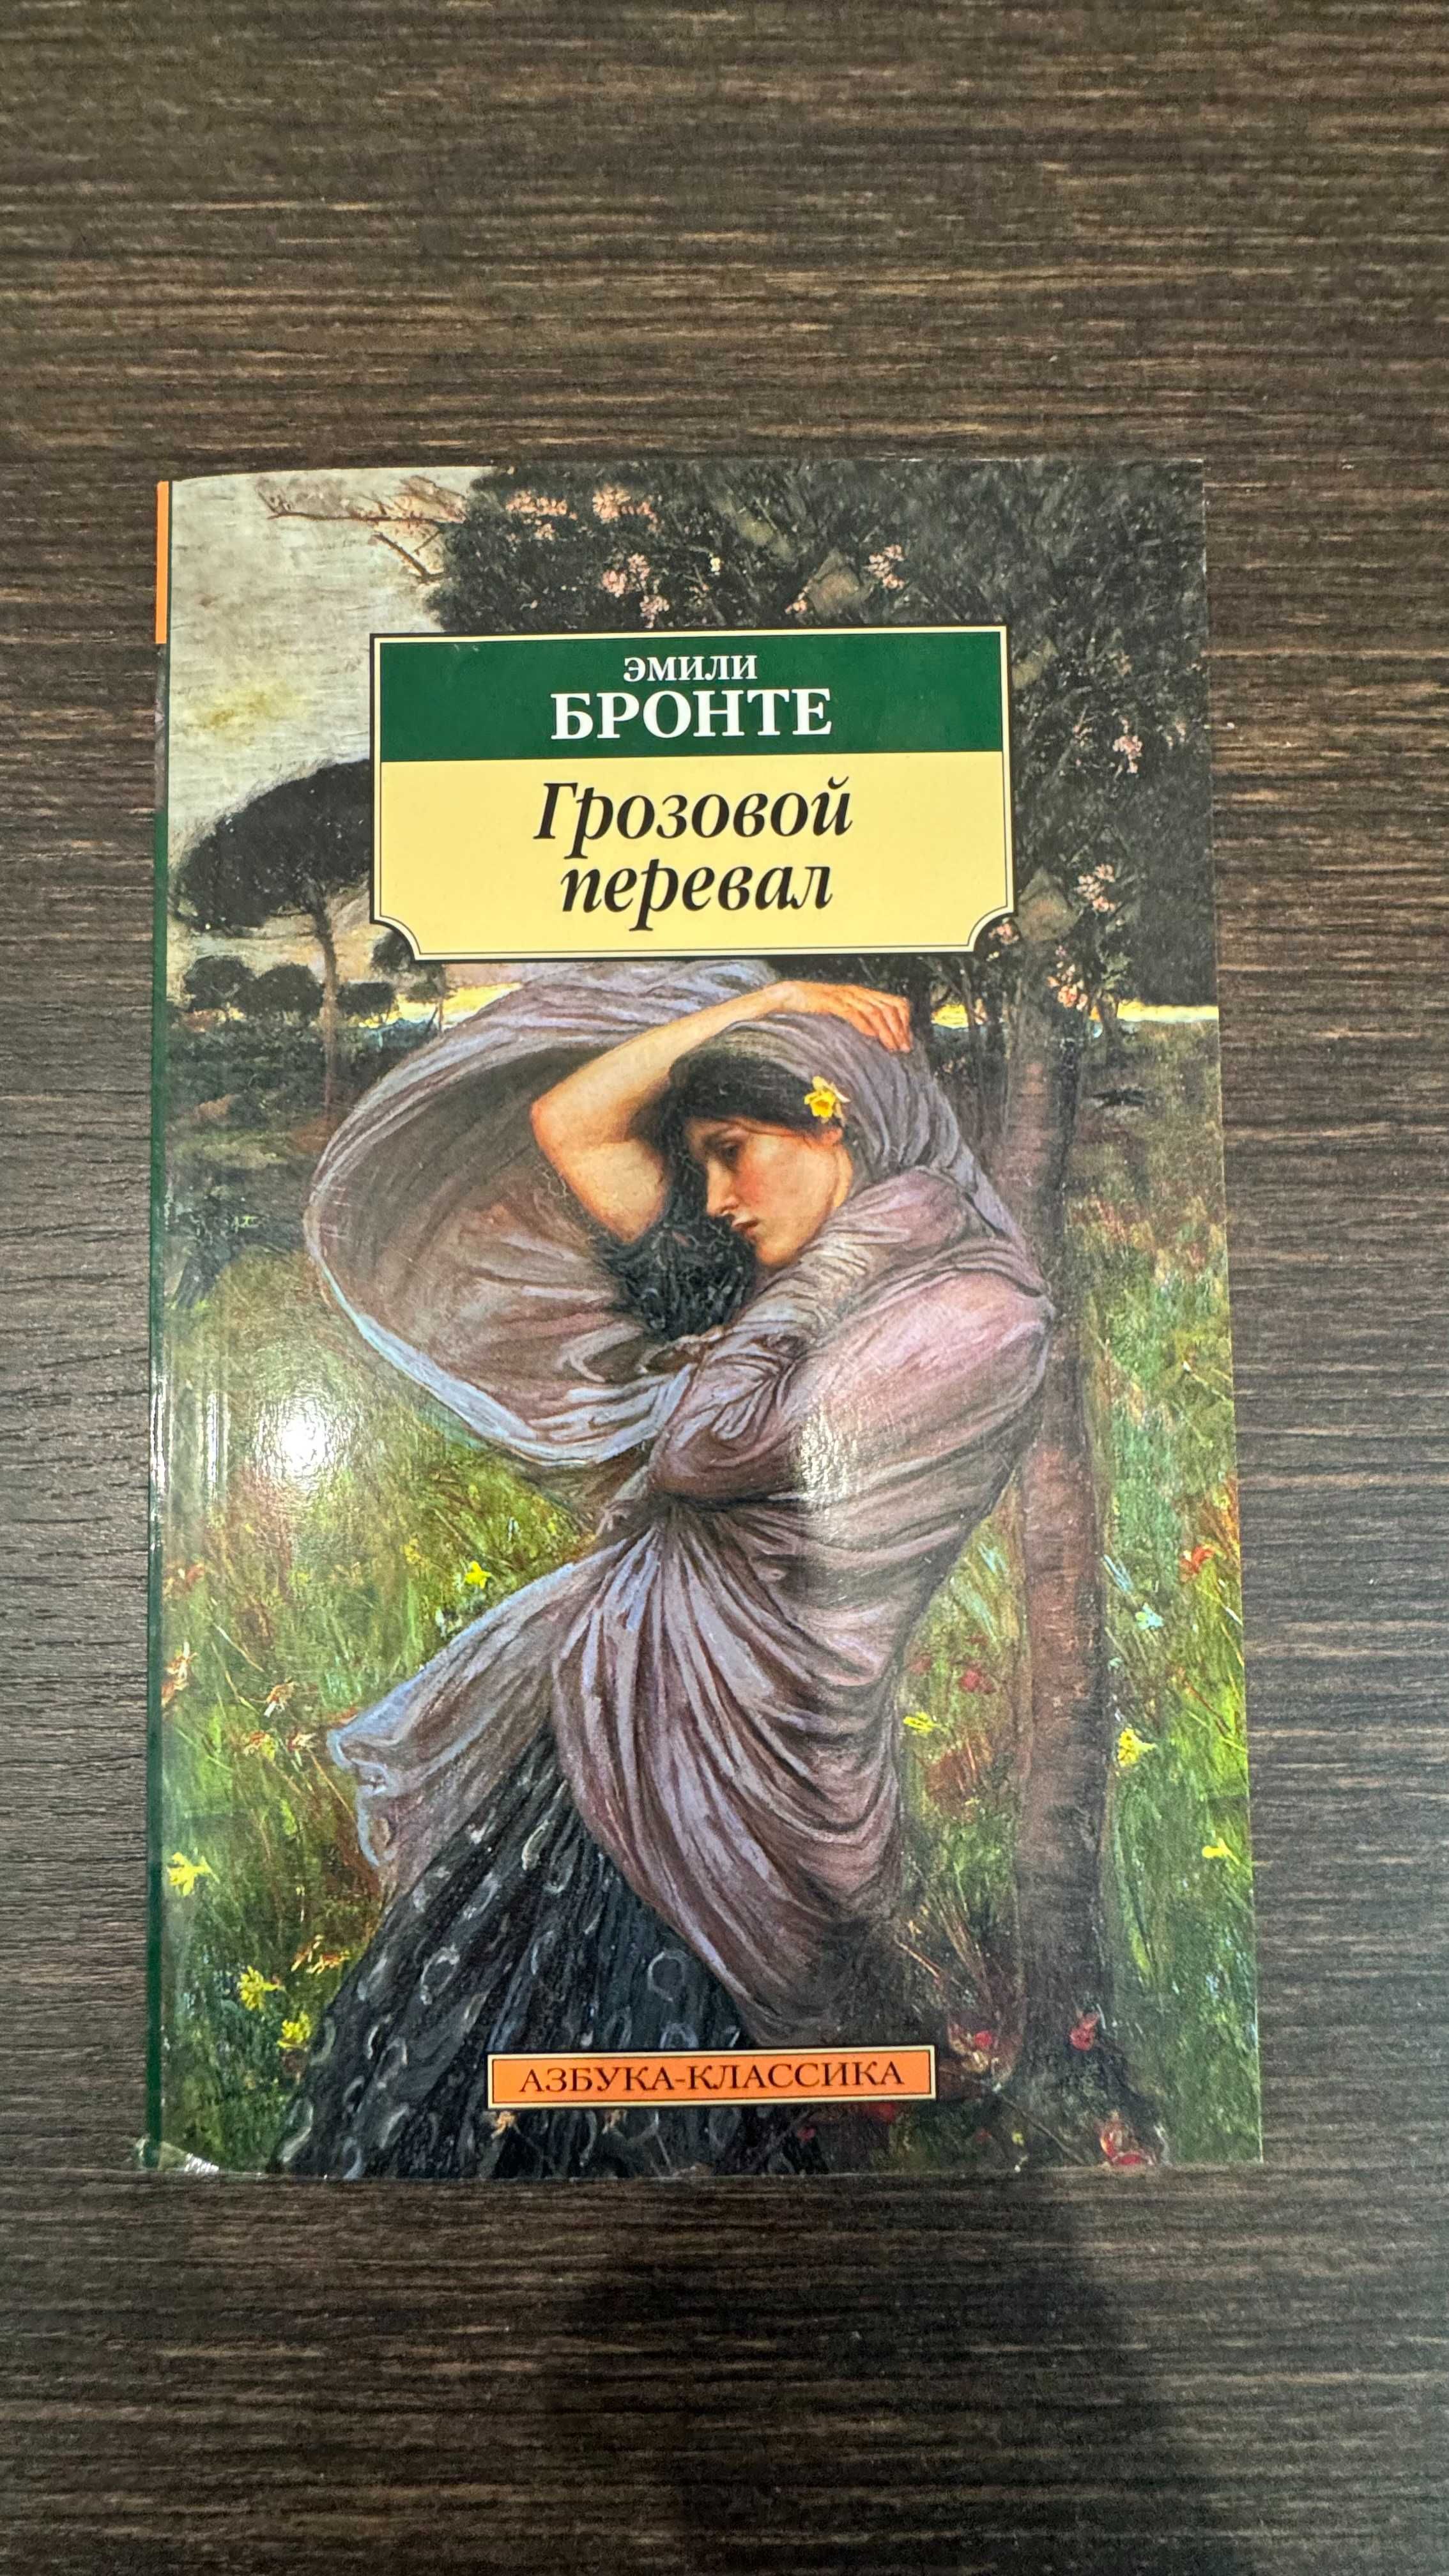 ЭМИЛИ
БРОНТЕ
Грозовой
перевал
АЗБУКА-КЛАССИКА